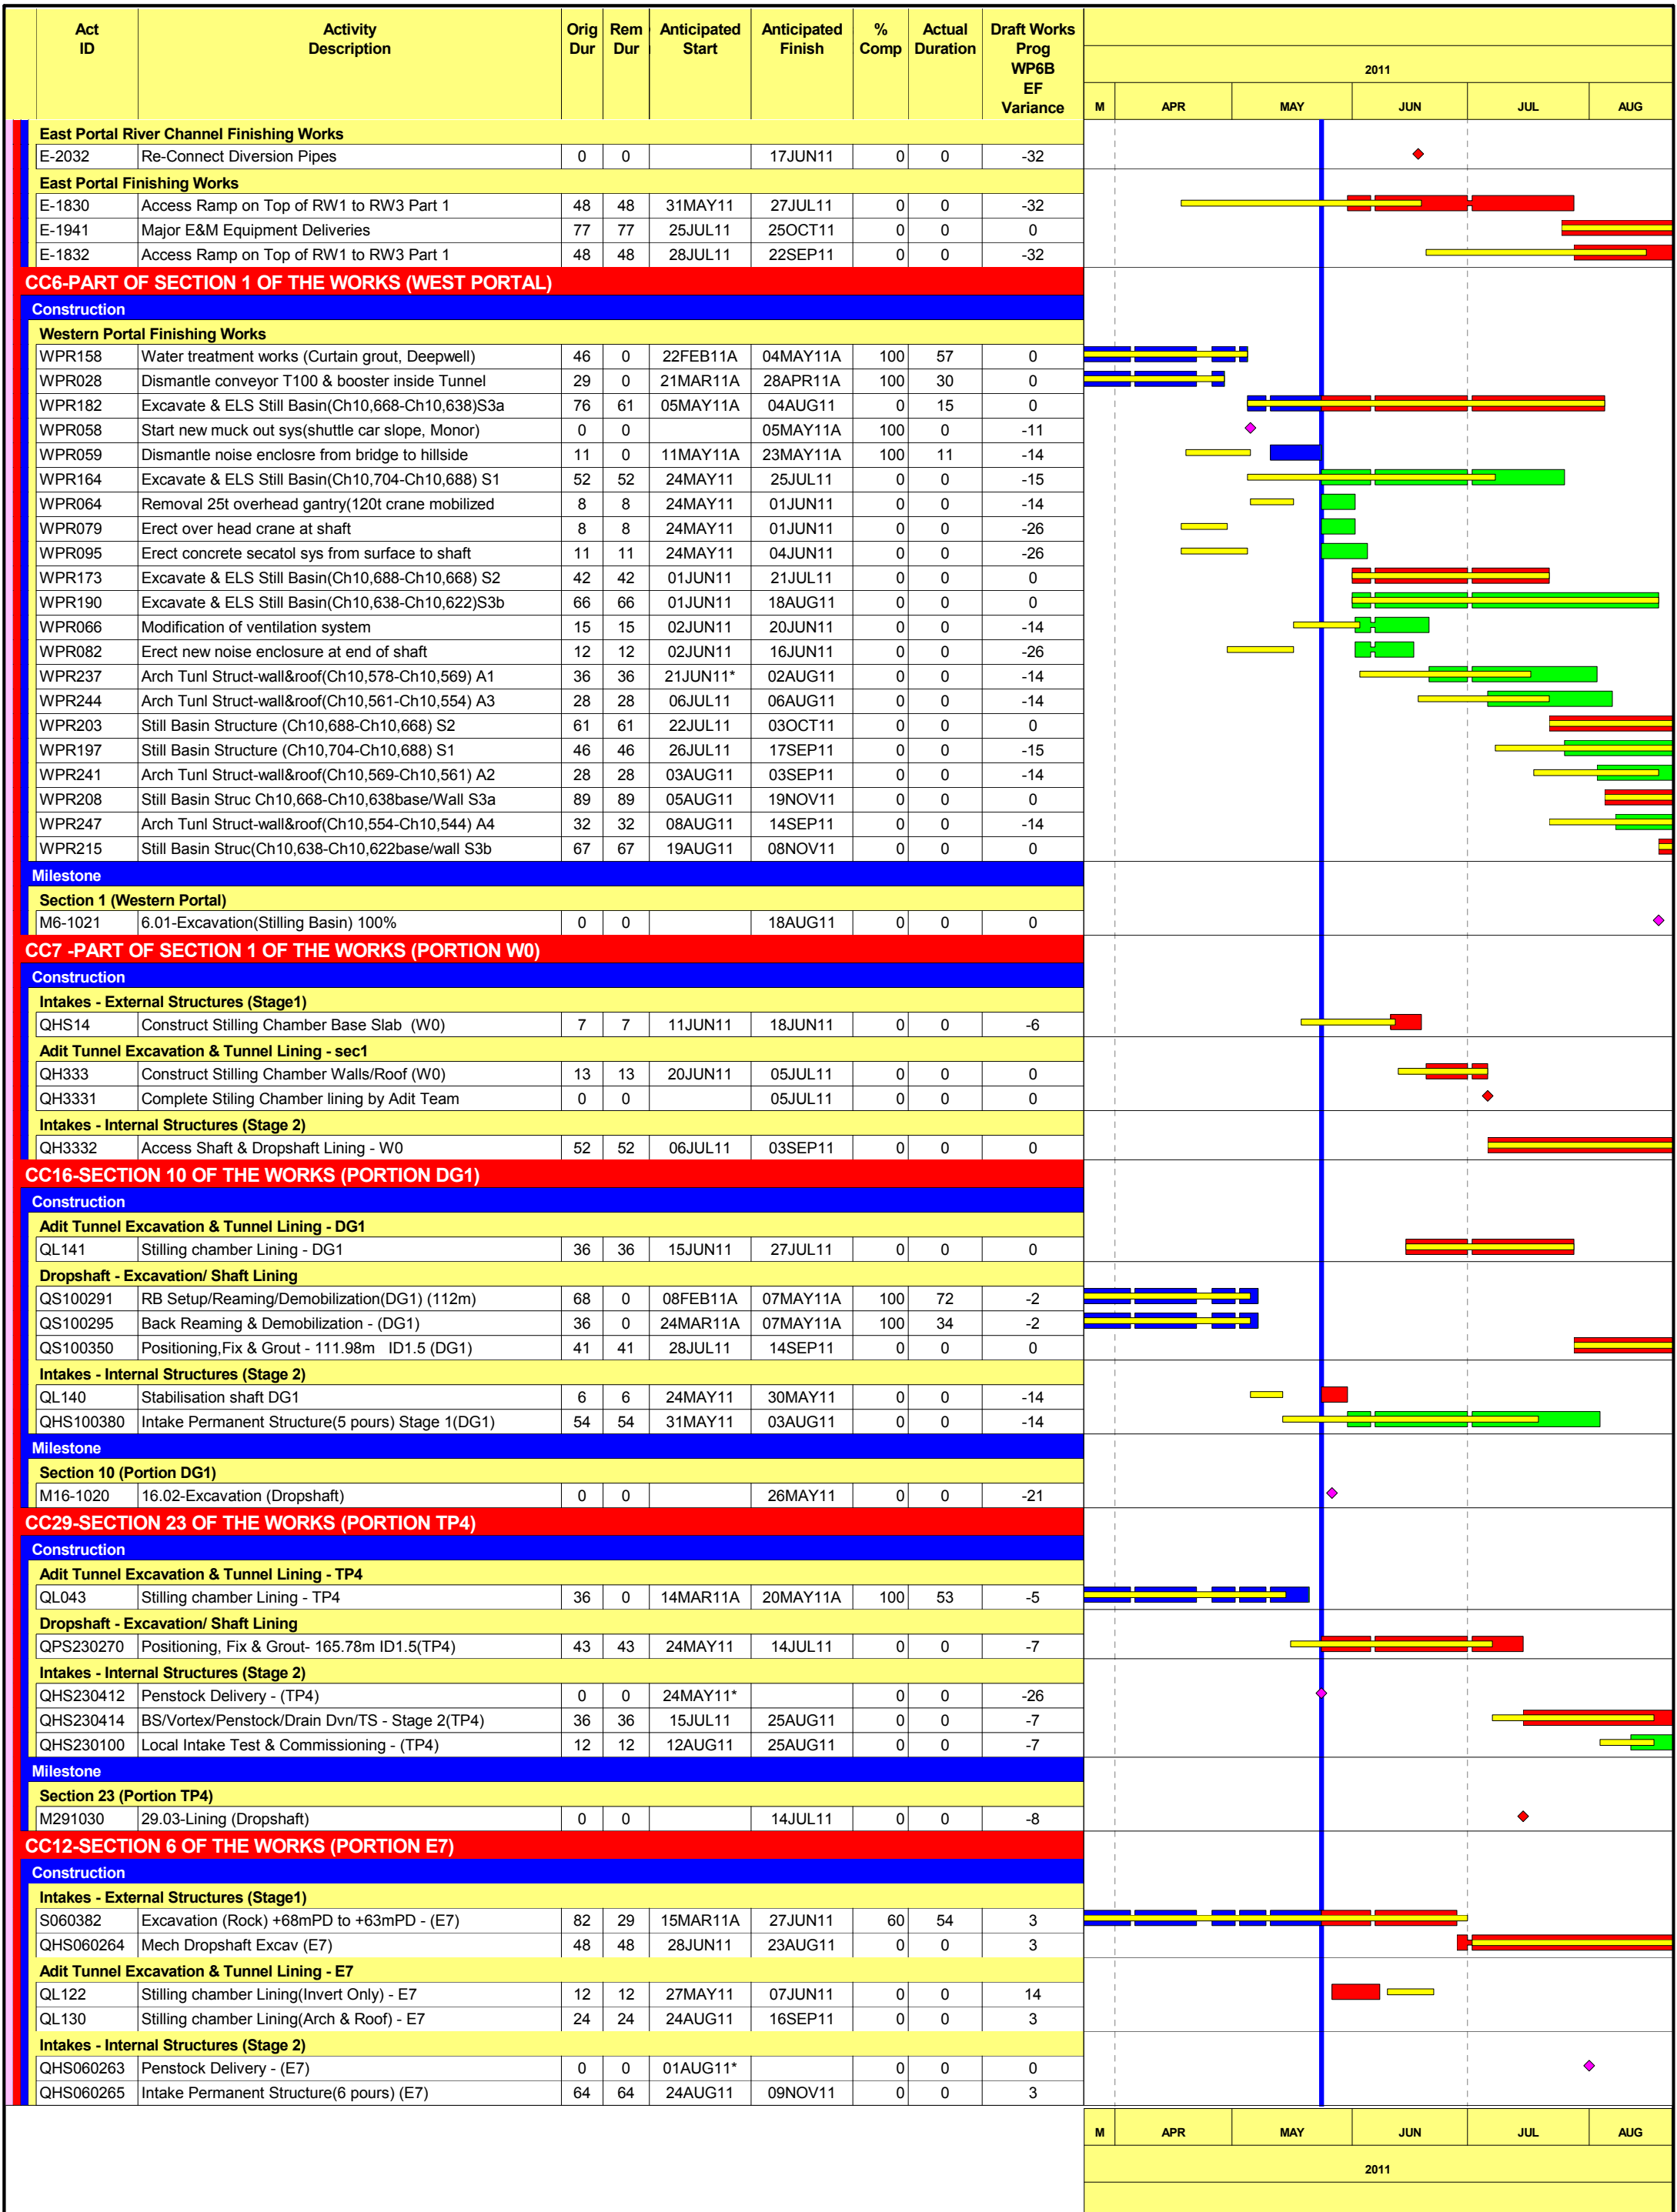 Act ID Activity Description Orig Dur Rem Dur Anticipated Start Anticipated Finish % Comp Actual Duration Draft Works Prog WP6B EF Variance
2011
M APR MAY JUN JUL AUG
East Portal River Channel Finishing Works
E-2032 Re-Connect Diversion Pipes 0 0 17JUN11 0 0 -32
East Portal Finishing Works
E-1830 Access Ramp on Top of RW1 to RW3 Part 1 48 48 31MAY11 27JUL11 0 0 -32
E-1941 Major E&M Equipment Deliveries 77 77 25JUL11 25OCT11 0 0 0
E-1832 Access Ramp on Top of RW1 to RW3 Part 1 48 48 28JUL11 22SEP11 0 0 -32
CC6-PART OF SECTION 1 OF THE WORKS (WEST PORTAL)
Construction
Western Portal Finishing Works
WPR158 Water treatment works (Curtain grout, Deepwell) 46 0 22FEB11A 04MAY11A 100 57 0
WPR028 Dismantle conveyor T100 & booster inside Tunnel 29 0 21MAR11A 28APR11A 100 30 0
WPR182 Excavate & ELS Still Basin(Ch10,668-Ch10,638)S3a 76 61 05MAY11A 04AUG11 0 15 0
WPR058 Start new muck out sys(shuttle car slope, Monor) 0 0 05MAY11A 100 0 -11
WPR059 Dismantle noise enclosre from bridge to hillside 11 0 11MAY11A 23MAY11A 100 11 -14
WPR164 Excavate & ELS Still Basin(Ch10,704-Ch10,688) S1 52 52 24MAY11 25JUL11 0 0 -15
WPR064 Removal 25t overhead gantry(120t crane mobilized 8 8 24MAY11 01JUN11 0 0 -14
WPR079 Erect over head crane at shaft 8 8 24MAY11 01JUN11 0 0 -26
WPR095 Erect concrete secatol sys from surface to shaft 11 11 24MAY11 04JUN11 0 0 -26
WPR173 Excavate & ELS Still Basin(Ch10,688-Ch10,668) S2 42 42 01JUN11 21JUL11 0 0 0
WPR190 Excavate & ELS Still Basin(Ch10,638-Ch10,622)S3b 66 66 01JUN11 18AUG11 0 0 0
WPR066 Modification of ventilation system 15 15 02JUN11 20JUN11 0 0 -14
WPR082 Erect new noise enclosure at end of shaft 12 12 02JUN11 16JUN11 0 0 -26
WPR237 Arch Tunl Struct-wall&roof(Ch10,578-Ch10,569) A1 36 36 21JUN11* 02AUG11 0 0 -14
WPR244 Arch Tunl Struct-wall&roof(Ch10,561-Ch10,554) A3 28 28 06JUL11 06AUG11 0 0 -14
WPR203 Still Basin Structure (Ch10,688-Ch10,668) S2 61 61 22JUL11 03OCT11 0 0 0
WPR197 Still Basin Structure (Ch10,704-Ch10,688) S1 46 46 26JUL11 17SEP11 0 0 -15
WPR241 Arch Tunl Struct-wall&roof(Ch10,569-Ch10,561) A2 28 28 03AUG11 03SEP11 0 0 -14
WPR208 Still Basin Struc Ch10,668-Ch10,638base/Wall S3a 89 89 05AUG11 19NOV11 0 0 0
WPR247 Arch Tunl Struct-wall&roof(Ch10,554-Ch10,544) A4 32 32 08AUG11 14SEP11 0 0 -14
WPR215 Still Basin Struc(Ch10,638-Ch10,622base/wall S3b 67 67 19AUG11 08NOV11 0 0 0
Milestone
Section 1 (Western Portal)
M6-1021 6.01-Excavation(Stilling Basin) 100% 0 0 18AUG11 0 0 0
CC7 -PART OF SECTION 1 OF THE WORKS (PORTION W0)
Construction
Intakes - External Structures (Stage1)
QHS14 Construct Stilling Chamber Base Slab (W0) 7 7 11JUN11 18JUN11 0 0 -6
Adit Tunnel Excavation & Tunnel Lining - sec1
QH333 Construct Stilling Chamber Walls/Roof (W0) 13 13 20JUN11 05JUL11 0 0 0
QH3331 Complete Stiling Chamber lining by Adit Team 0 0 05JUL11 0 0 0
Intakes - Internal Structures (Stage 2)
QH3332 Access Shaft & Dropshaft Lining - W0 52 52 06JUL11 03SEP11 0 0 0
CC16-SECTION 10 OF THE WORKS (PORTION DG1)
Construction
Adit Tunnel Excavation & Tunnel Lining - DG1
QL141 Stilling chamber Lining - DG1 36 36 15JUN11 27JUL11 0 0 0
Dropshaft - Excavation/ Shaft Lining
QS100291 RB Setup/Reaming/Demobilization(DG1) (112m) 68 0 08FEB11A 07MAY11A 100 72 -2
QS100295 Back Reaming & Demobilization - (DG1) 36 0 24MAR11A 07MAY11A 100 34 -2
QS100350 Positioning,Fix & Grout - 111.98m ID1.5 (DG1) 41 41 28JUL11 14SEP11 0 0 0
Intakes - Internal Structures (Stage 2)
QL140 Stabilisation shaft DG1 6 6 24MAY11 30MAY11 0 0 -14
QHS100380 Intake Permanent Structure(5 pours) Stage 1(DG1) 54 54 31MAY11 03AUG11 0 0 -14
Milestone
Section 10 (Portion DG1)
M16-1020 16.02-Excavation (Dropshaft) 0 0 26MAY11 0 0 -21
CC29-SECTION 23 OF THE WORKS (PORTION TP4)
Construction
Adit Tunnel Excavation & Tunnel Lining - TP4
QL043 Stilling chamber Lining - TP4 36 0 14MAR11A 20MAY11A 100 53 -5
Dropshaft - Excavation/ Shaft Lining
QPS230270 Positioning, Fix & Grout- 165.78m ID1.5(TP4) 43 43 24MAY11 14JUL11 0 0 -7
Intakes - Internal Structures (Stage 2)
QHS230412 Penstock Delivery - (TP4) 0 0 24MAY11* 0 0 -26
QHS230414 BS/Vortex/Penstock/Drain Dvn/TS - Stage 2(TP4) 36 36 15JUL11 25AUG11 0 0 -7
QHS230100 Local Intake Test & Commissioning - (TP4) 12 12 12AUG11 25AUG11 0 0 -7
Milestone
Section 23 (Portion TP4)
M291030 29.03-Lining (Dropshaft) 0 0 14JUL11 0 0 -8
CC12-SECTION 6 OF THE WORKS (PORTION E7)
Construction
Intakes - External Structures (Stage1)
S060382 Excavation (Rock) +68mPD to +63mPD - (E7) 82 29 15MAR11A 27JUN11 60 54 3
QHS060264 Mech Dropshaft Excav (E7) 48 48 28JUN11 23AUG11 0 0 3
Adit Tunnel Excavation & Tunnel Lining - E7
QL122 Stilling chamber Lining(Invert Only) - E7 12 12 27MAY11 07JUN11 0 0 14
QL130 Stilling chamber Lining(Arch & Roof) - E7 24 24 24AUG11 16SEP11 0 0 3
Intakes - Internal Structures (Stage 2)
QHS060263 Penstock Delivery - (E7) 0 0 01AUG11* 0 0 0
QHS060265 Intake Permanent Structure(6 pours) (E7) 64 64 24AUG11 09NOV11 0 0 3
M APR MAY JUN JUL AUG
2011